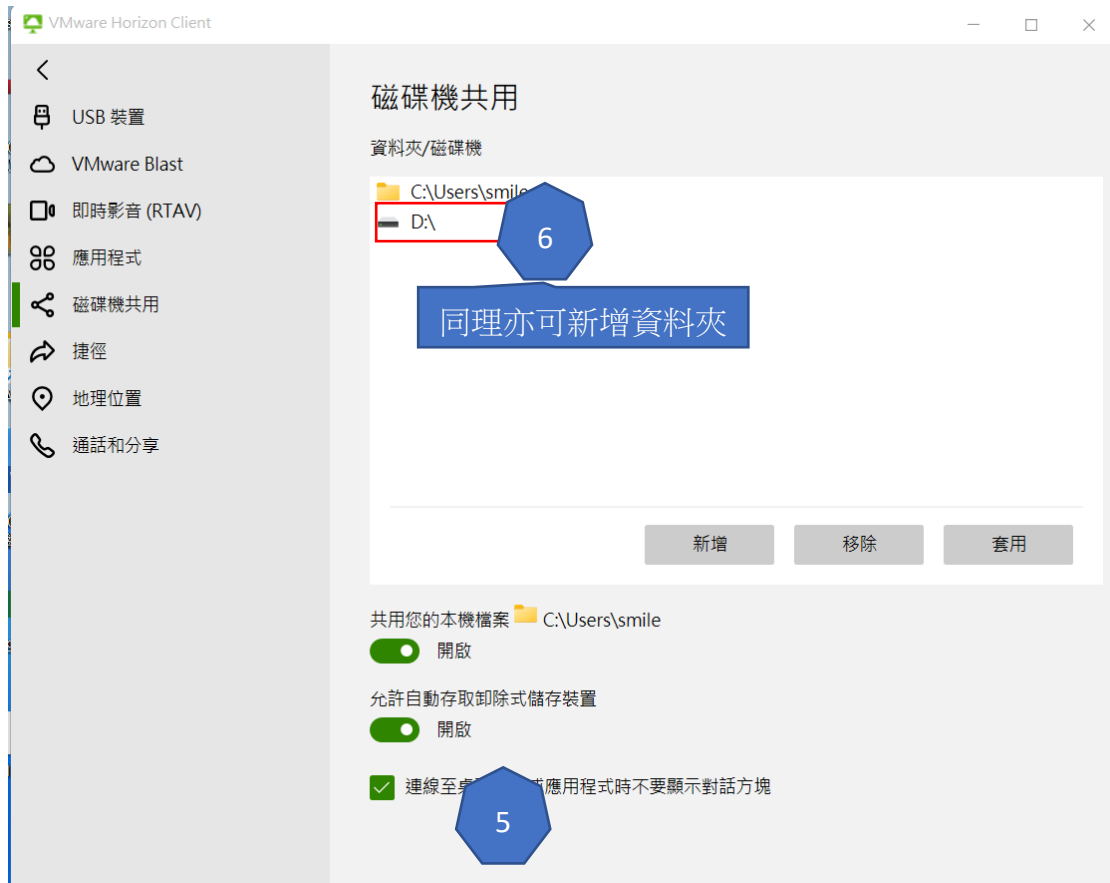 VMware Horizon Client
USB 裝置
VMware Blast
即時影音 (RTAV)
應用程式
磁碟機共用
捷徑
地理位置
通話和分享
磁碟機共用
資料夾/磁碟機
C:\Users\smile
D:\
6
同理亦可新增資料夾
新增
移除
套用
共用您的本機檔案 C:\Users\smile
開啟
允許自動存取卸除式儲存裝置
開啟
連線至 應用程式時不要顯示對話方塊
5